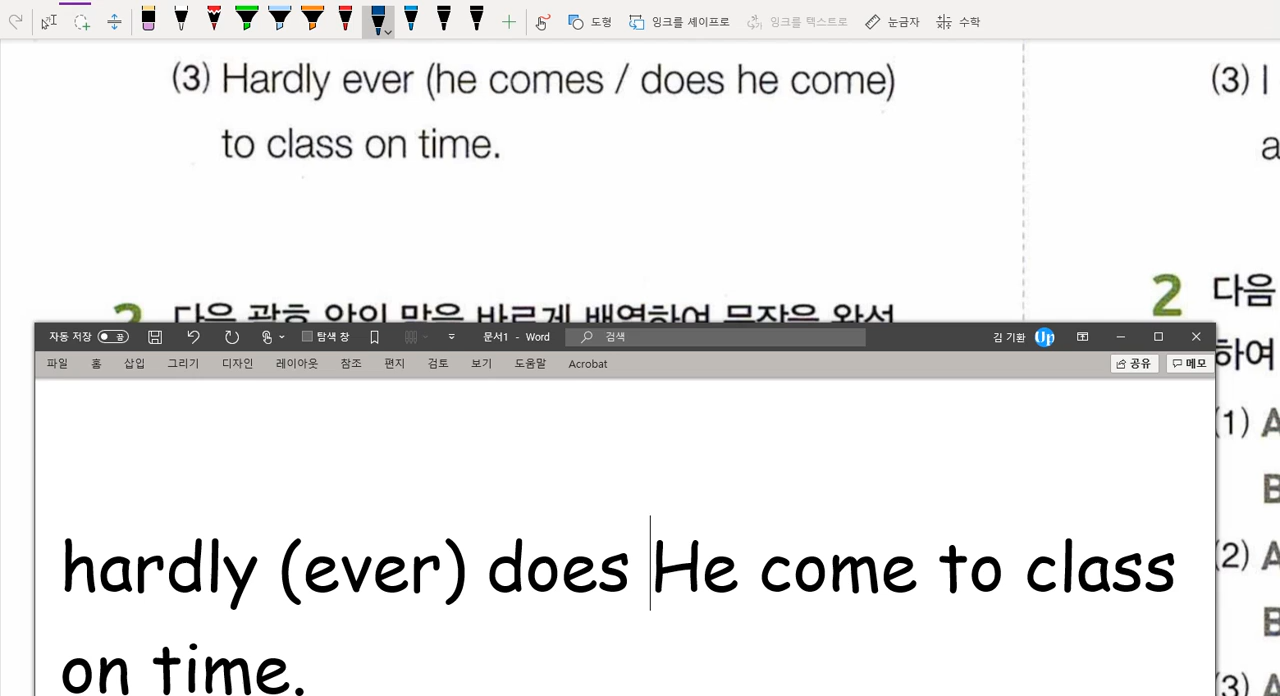 도형
잉크를 셰이프로
잉크를 텍스트로
눈금자
수학
(3) Hardly ever (he comes / does he come)
to class on time.
(3) I
a
2 다음 괄호 안의 말을 바르게 배열하여 문장을 완성
2 다음
하여
자동 저장 끔
탐색 창
문서1 - Word
검색
김 기환
Up
파일 홈 삽입 그리기 디자인 레이아웃 참조 편지 검토 보기 도움말 Acrobat
공유 메모
(1) A
B
hardly (ever) does He come to class
(2) A
B
on time.
(3) A